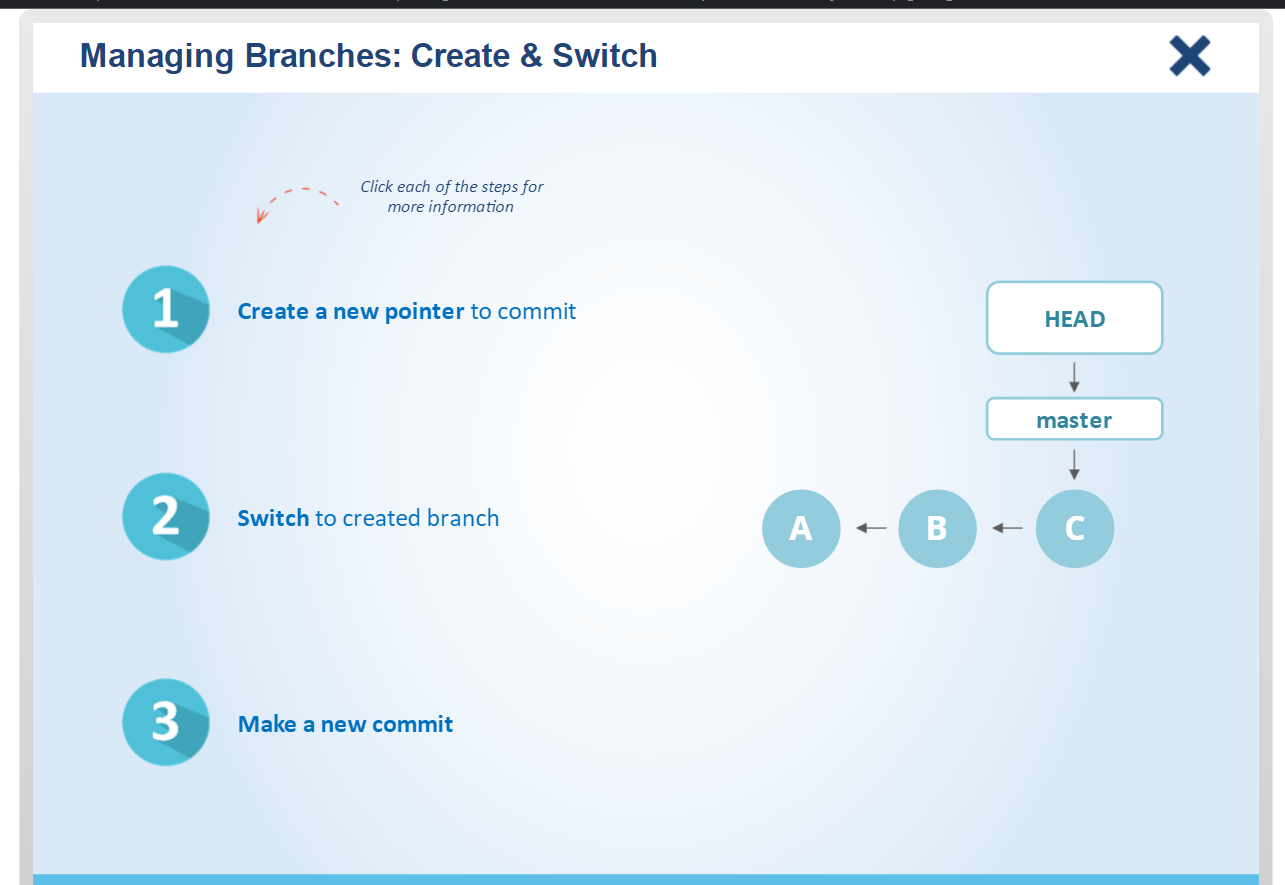 Managing Branches: Create & Switch
Click each of the steps for
more information
1
Create a new pointer to commit
HEAD
master
2
Switch to created branch
A
B
C
3
Make a new commit